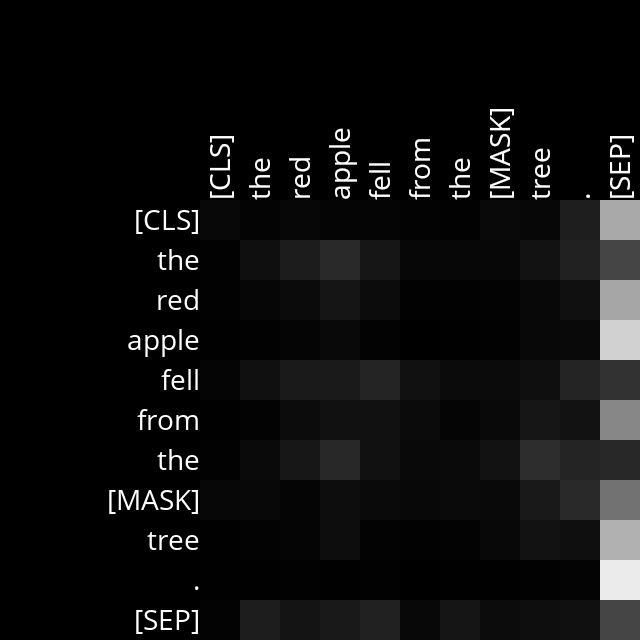 [CLS] the red apple fell from the [MASK] tree . [SEP]
[CLS]
the
red
apple
fell
from
the
[MASK]
tree
.
[SEP]